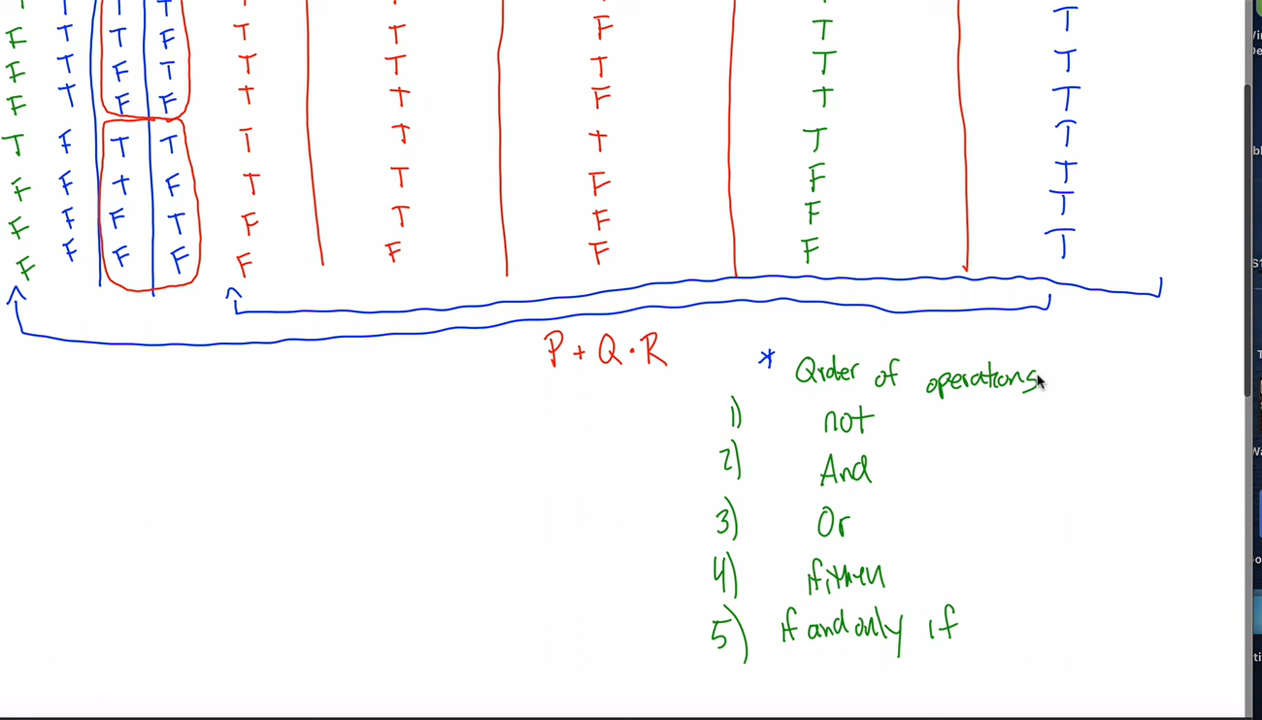 T T T T
F T T F T T F T T
F T F T T T T T T
F T F F T T F T T
T F T T T T T T T
F F T F T T F F T
F F F T F T F F T
F F F F F F F F T
P + Q · R
* Order of operations
1) not
2) And
3) Or
4) if then
5) if and only if